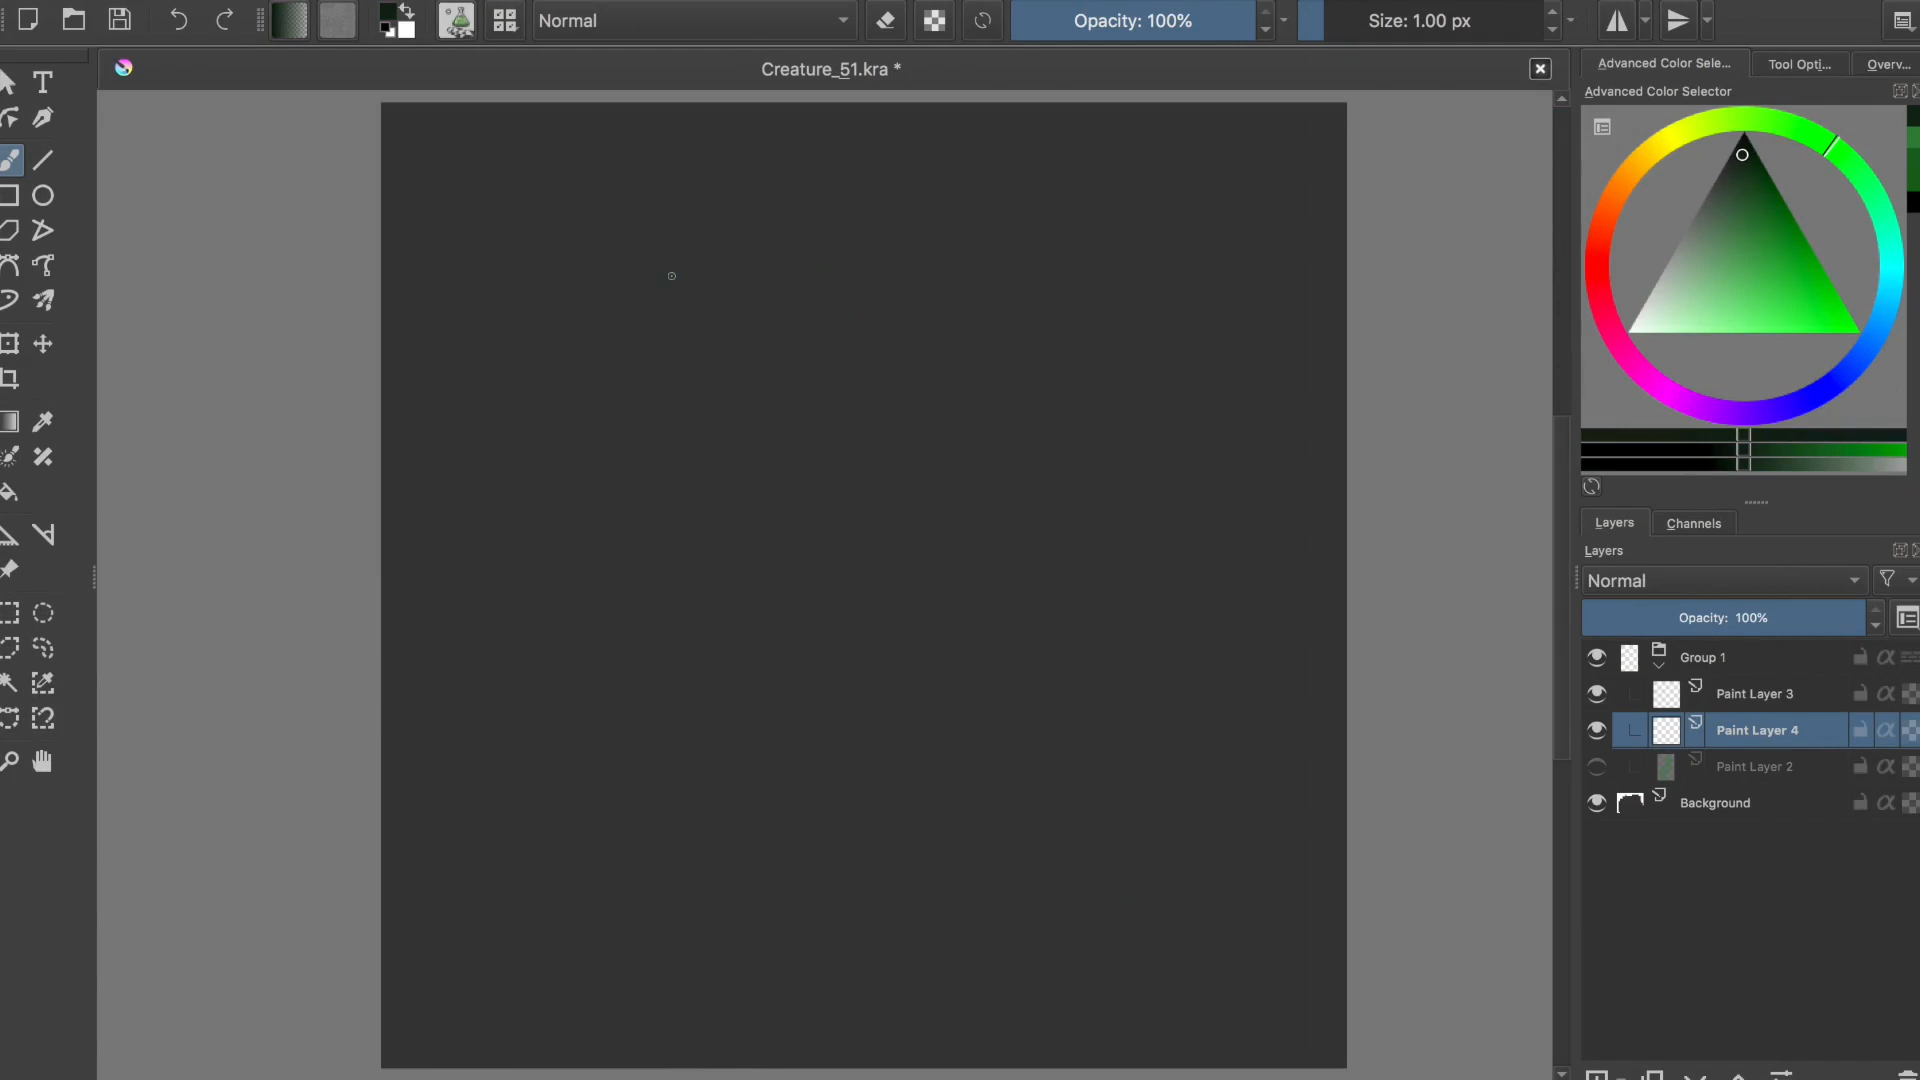 Normal
Opacity: 100%
Size: 1.00 px
Creature_51.kra *
Advanced Color Sele...
Tool Opti...
Overv...
Advanced Color Selector
Layers
Channels
Layers
Normal
Opacity: 100%
Group 1
Paint Layer 3
Paint Layer 4
Paint Layer 2
Background